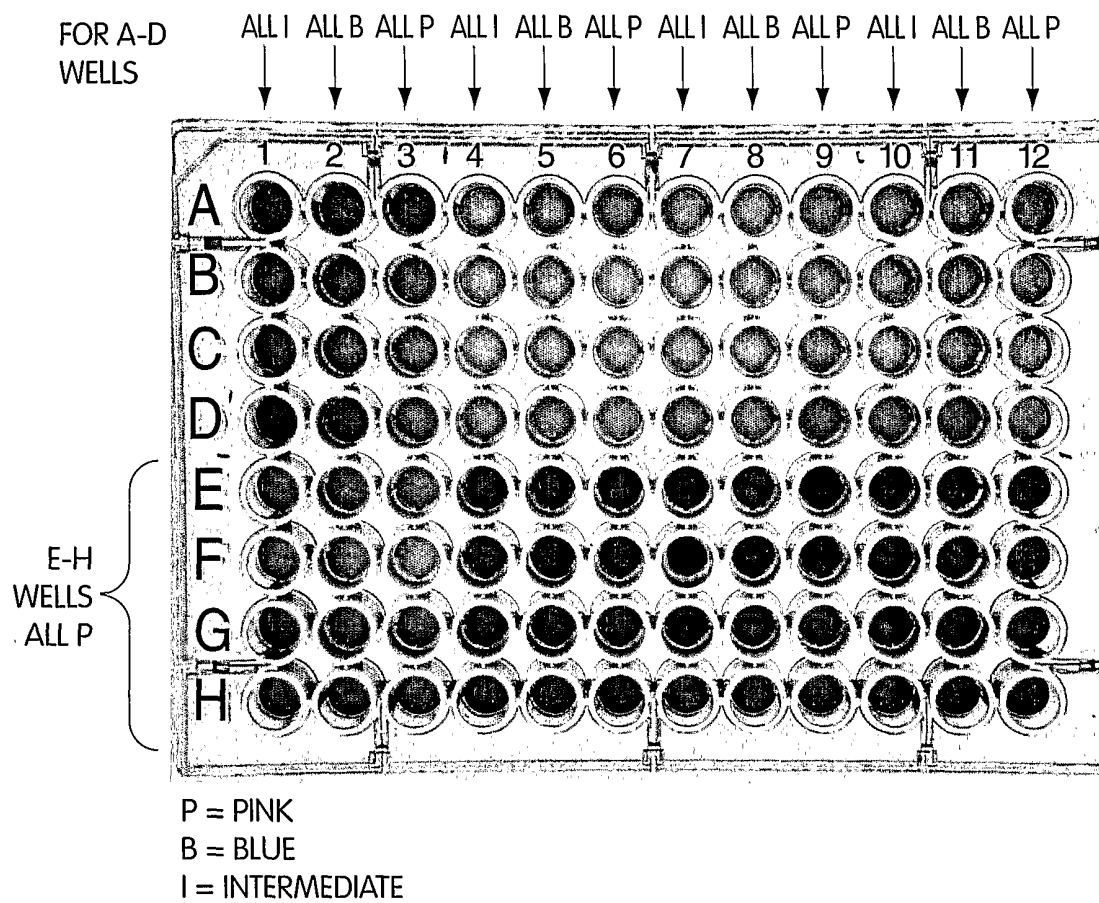 FOR A-D
WELLS
ALL I ALL B ALL P ALL I ALL B ALL P ALL I ALL B ALL P ALL I ALL B ALL P
1 2 3 4 5 6 7 8 9 10 11 12
A
B
C
D
E
F
G
H
E-H
WELLS
ALL P
P = PINK
B = BLUE
I = INTERMEDIATE